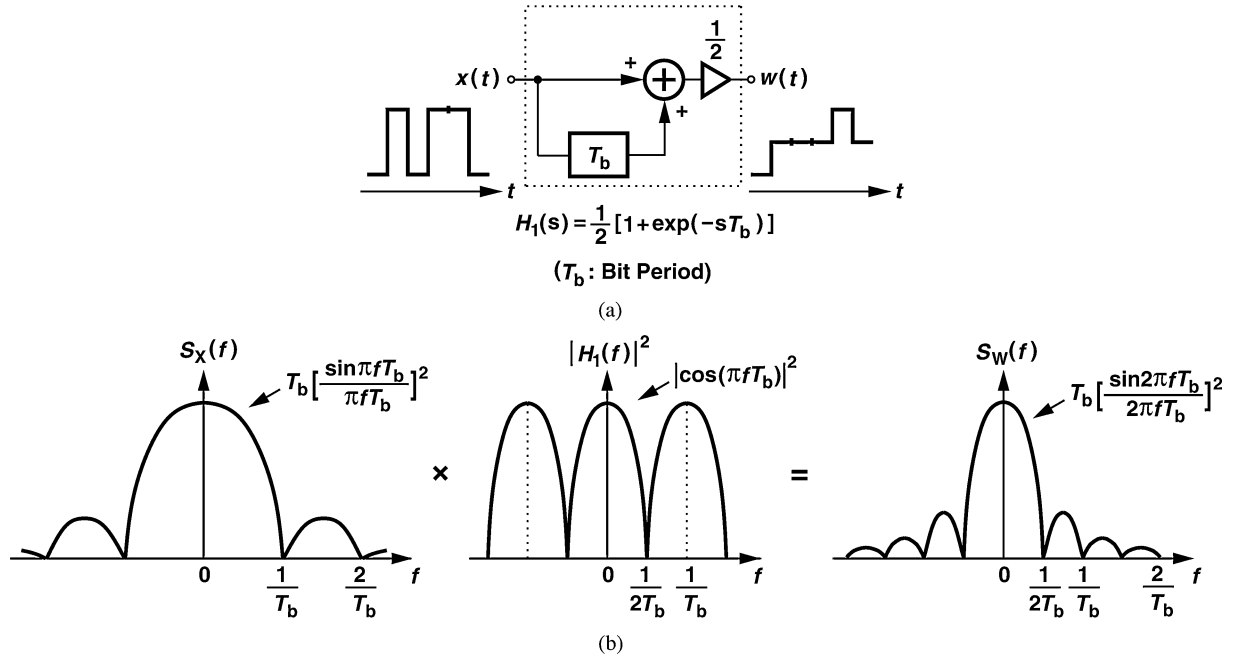 1/2
x(t)
+
+
w(t)
+
T_b
t
t
H_1(s) = 1/2 [1+exp(−sT_b)]
(T_b : Bit Period)
(a)
S_X(f)
T_b[sinπfT_b/πfT_b]^2
|H_1(f)|^2
|cos(πfT_b)|^2
S_W(f)
T_b[sin2πfT_b/2πfT_b]^2
×
=
0
1/T_b
2/T_b
f
0
1/2T_b
1/T_b
f
0
1/2T_b
1/T_b
2/T_b
f
(b)